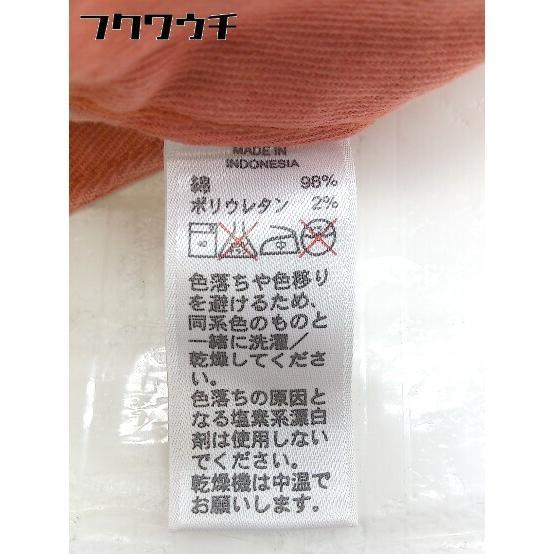 フクワウチ
MADE IN
INDONESIA
綿 98%
ポリウレタン 2%
40 中
色落ちや色移り
を避けるため、
同系色のものと
一緒に洗濯/
乾燥してくださ
い。
色落ちの原因と
なる塩素系漂白
剤は使用しない
でください。
乾燥機は中温で
お願いします。